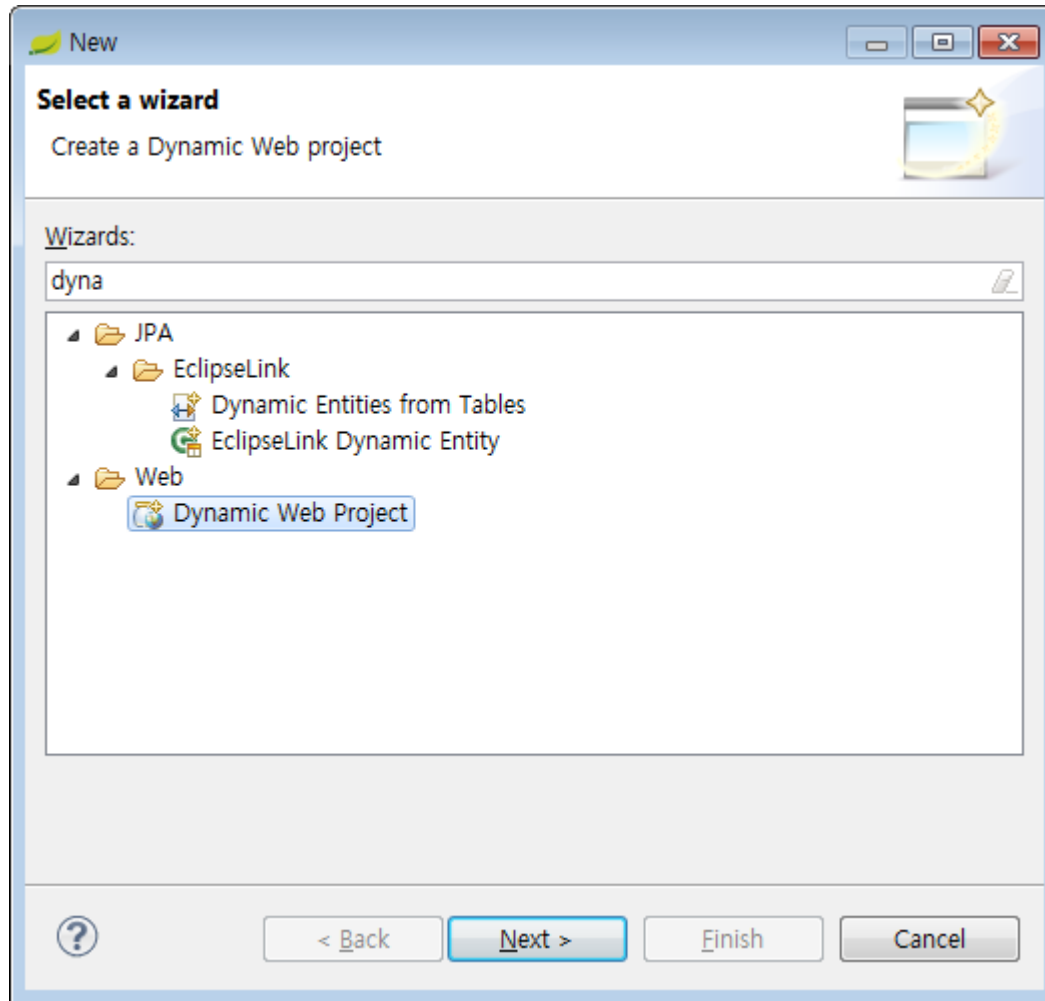 New
Select a wizard
Create a Dynamic Web project
Wizards:
dyna
JPA
EclipseLink
Dynamic Entities from Tables
EclipseLink Dynamic Entity
Web
Dynamic Web Project
? < Back Next > Finish Cancel